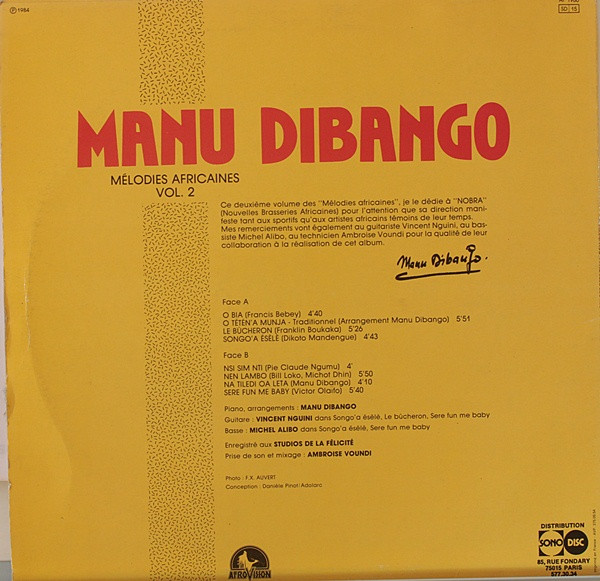 ℗ 1984
SD 15
MANU DIBANGO
MÉLODIES AFRICAINES
VOL. 2
Ce deuxième volume des "Mélodies africaines", je le dédie à "NOBRA"
(Nouvelles Brasseries Africaines) pour l'attention que sa direction mani-
feste tant aux sportifs qu'aux artistes africains témoins de leur temps.
Mes remerciements vont également au guitariste Vincent Nguini, au bas-
siste Michel Alibo, au technicien Ambroise Voundi pour la qualité de leur
collaboration à la réalisation de cet album.
Manu Dibango.
Face A
O BIA (Francis Bebey) 4'40
O TÉTEN'A MUNJA - Traditionnel (Arrangement Manu Dibango) 5'51
LE BÛCHERON (Franklin Boukaka) 5'26
SONGO'A ÉSÈLÈ (Dikoto Mandengue) 4'43
Face B
NSI SIM NTI (Pie Claude Ngumu) 4'
NEN LAMBO (Bill Loko, Michot Dhin) 5'50
NA TILEDI OA LETA (Manu Dibango) 4'10
SERE FUN ME BABY (Victor Olaifo) 5'40
Piano, arrangements : MANU DIBANGO
Guitare : VINCENT NGUINI dans Songo'a ésélé, Le bûcheron, Sere fun me baby
Basse : MICHEL ALIBO dans Songo'a ésélé, Sere fun me baby
Enregistré aux STUDIOS DE LA FÉLICITÉ
Prise de son et mixage : AMBROISE VOUNDI
Photo : F.X. AUVERT
Conception : Danièle Pinot/Adalarc
AFROVISION
DISTRIBUTION
SONO DISC
85, RUE FONDARY
75015 PARIS
577.30.34